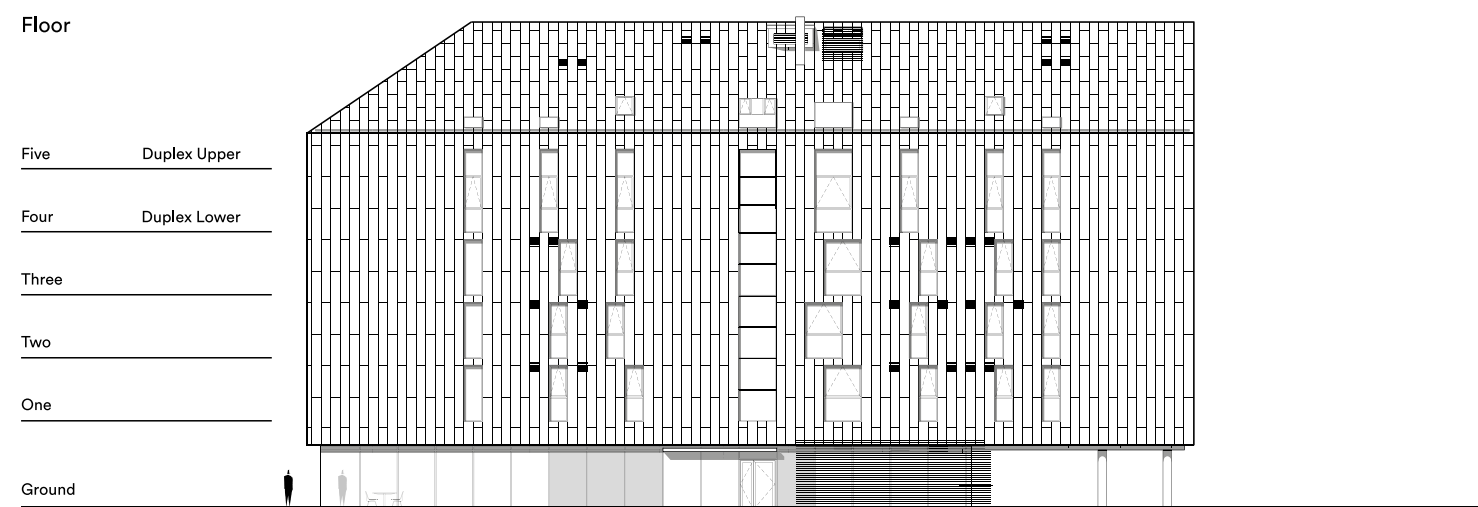 Floor
Five Duplex Upper
Four Duplex Lower
Three
Two
One
Ground